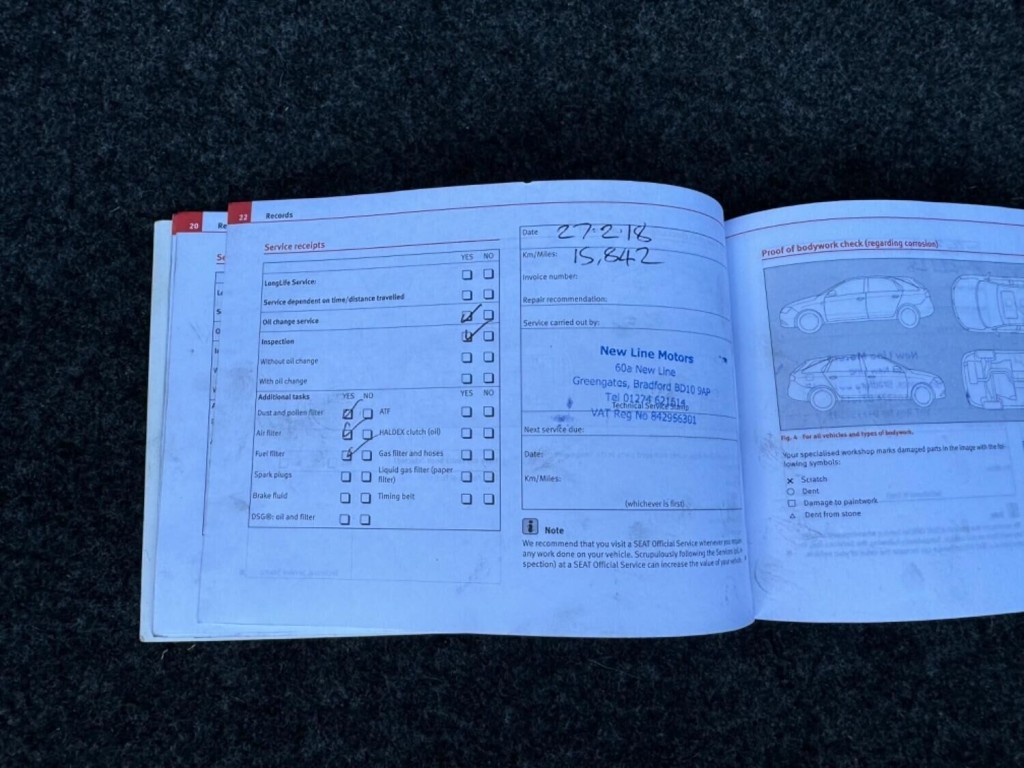 20
Re
Se
22 Records
Service receipts
YES NO
LongLife Service:
Service dependent on time/distance travelled
Oil change service
Inspection
Without oil change
With oil change
Additional tasks YES NO YES NO
Dust and pollen filter ATF
Air filter HALDEX clutch (oil)
Fuel filter Gas filter and hoses
Spark plugs Liquid gas filter (paper
filter)
Brake fluid Timing belt
DSG®: oil and filter
Date 27.2.18
Km/Miles: 15,842
Invoice number:
Repair recommendation:
Service carried out by:
New Line Motors
60a New Line
Greengates, Bradford BD10 9AP
Tel 01274 621614
Technical Service stamp
VAT Reg No 842956301
Next service due:
Date:
Km/Miles:
(whichever is first)
i Note
We recommend that you visit a SEAT Official Service whenever you
any work done on your vehicle. Scrupulously following the Services
spection) at a SEAT Official Service can increase the value of your vehicle.
Proof of bodywork check (regarding corrosion)
Fig. 4 For all vehicles and types of bodywork.
Your specialised workshop marks damaged parts in the image with the fol-
lowing symbols:
Scratch
Dent
Damage to paintwork
Dent from stone